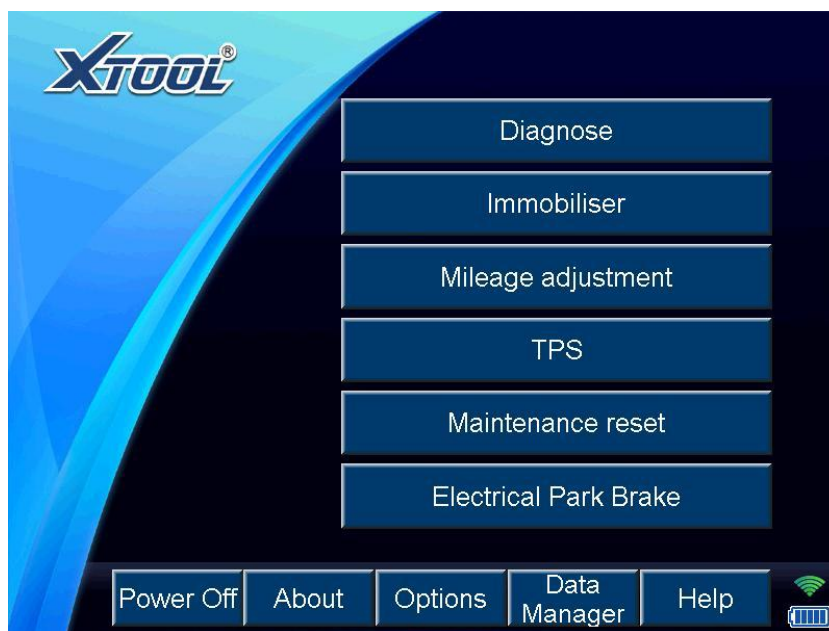 XTOOL®
Diagnose
Immobiliser
Mileage adjustment
TPS
Maintenance reset
Electrical Park Brake
Power Off
About
Options
Data
Manager
Help